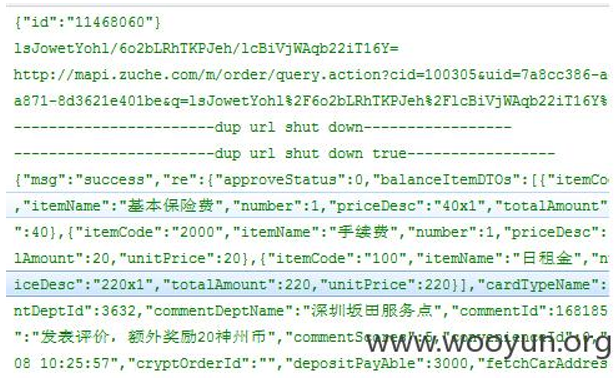 {"id":"11468060"}
lsJowetYohl/6o2bLRhTKPJeh/lcBiVjWAqb22iT16Y=
http://mapi.zuche.com/m/order/query.action?cid=100305&uid=7a8cc386-a
a871-8d3621e401be&q=lsJowetYohl%2F6o2bLRhTKPJeh%2FlcBiVjWAqb22iT16Y%
-----------------------dup url shut down-----------------
-----------------------dup url shut down true-----------------
{"msg":"success","re":{"approveStatus":0,"balanceItemDTOs":[{"itemCo
,"itemName":"基本保险费","number":1,"priceDesc":"40x1","totalAmount"
":40},{"itemCode":"2000","itemName":"手续费","number":1,"priceDesc":
lAmount":20,"unitPrice":20},{"itemCode":"100","itemName":"日租金","n
iceDesc":"220x1","totalAmount":220,"unitPrice":220}],"cardTypeName":
ntDeptId":3632,"commentDeptName":"深圳坂田服务点","commentId":168185
":"发表评价，额外奖励20神州币","commentScores":5,"convenienceId":0,"
08 10:25:57","cryptOrderId":"","depositPayAble":3000,"fetchCarAddres
www.wooyun.org